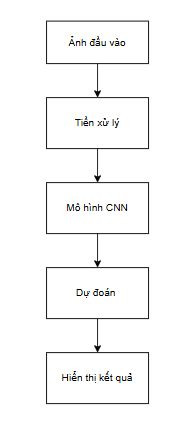 Ảnh đầu vào
Tiền xử lý
Mô hình CNN
Dự đoán
Hiển thị kết quả